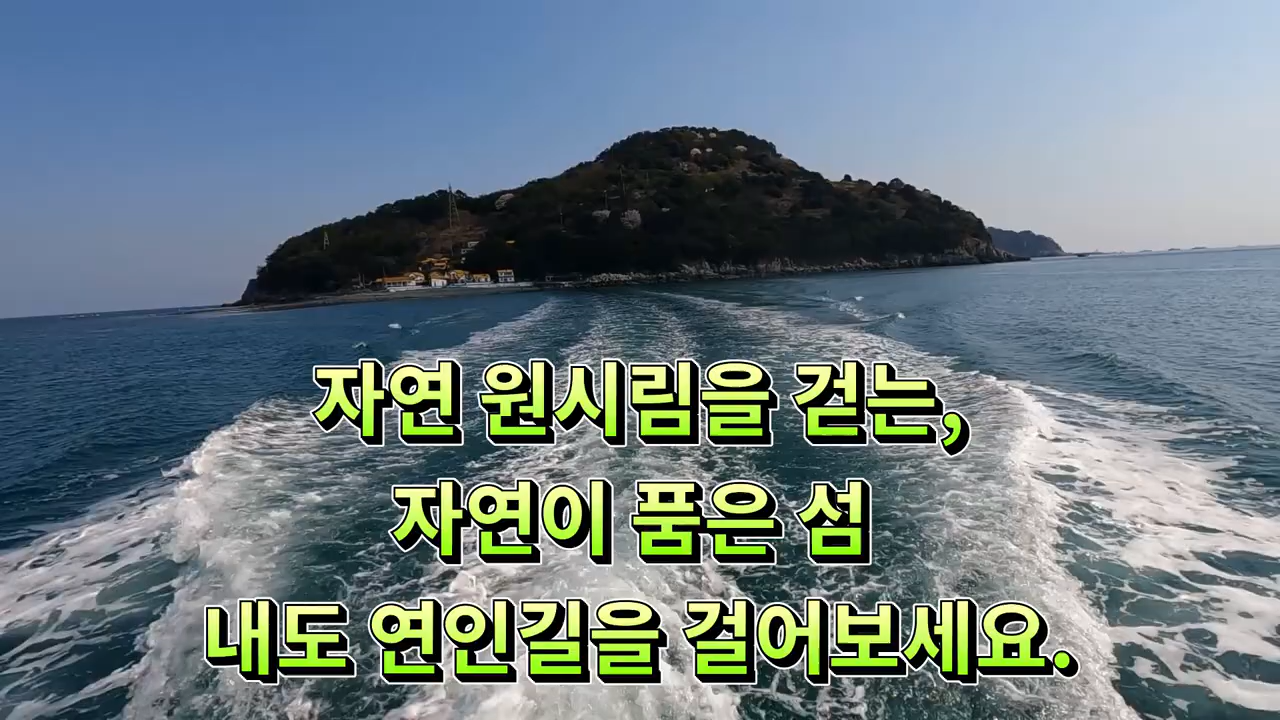 자연 원시림을 걷는,
자연이 품은 섬
내도 연인길을 걸어보세요.